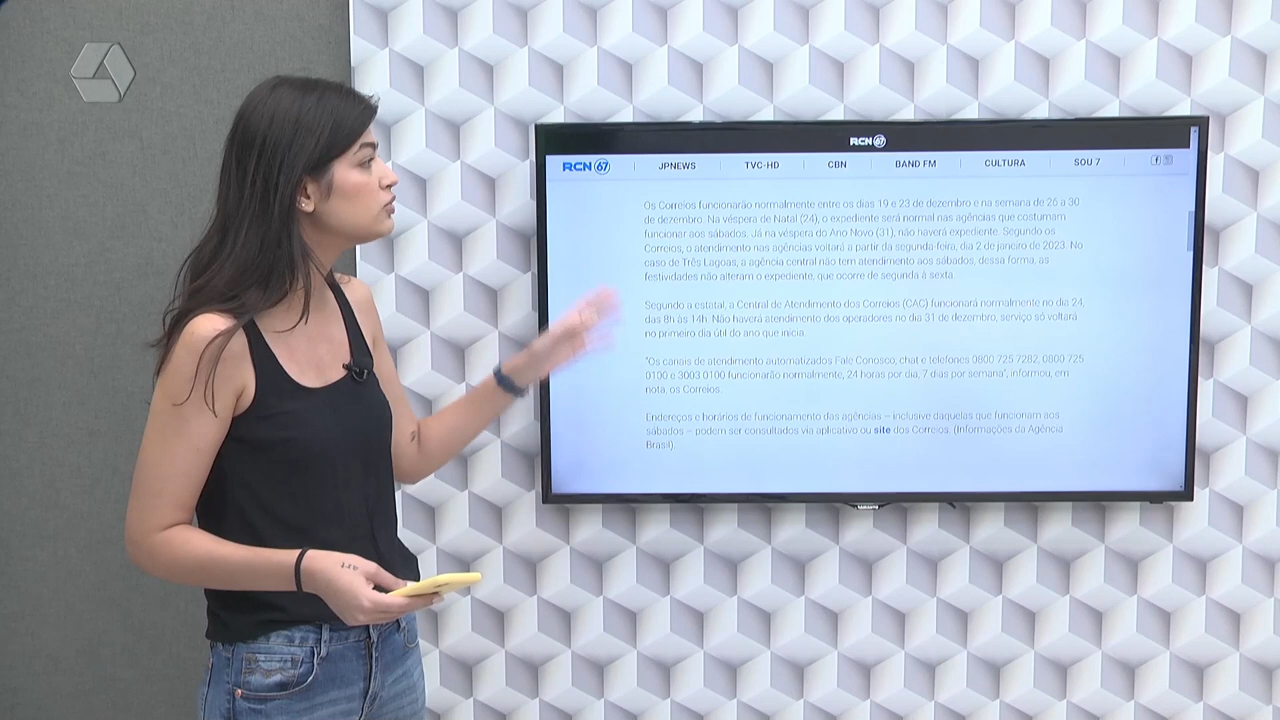 RCN 67
RCN 67 JPNEWS TVC-HD CBN BAND FM CULTURA SOU 7
Os Correios funcionarão normalmente entre os dias 19 e 23 de dezembro e na semana de 26 a 30
de dezembro. Na véspera de Natal (24), o expediente será normal nas agências que costumam
funcionar aos sábados. Já na véspera do Ano Novo (31), não haverá expediente. Segundo os
Correios, o atendimento nas agências voltará a partir da segunda-feira, dia 2 de janeiro de 2023. No
caso de Três Lagoas, a agência central não tem atendimento aos sábados, dessa forma, as
festividades não alteram o expediente, que ocorre de segunda à sexta.
Segundo a estatal, a Central de Atendimento dos Correios (CAC) funcionará normalmente no dia 24,
das 8h às 14h. Não haverá atendimento dos operadores no dia 31 de dezembro, serviço só voltará
no primeiro dia útil do ano que inicia.
"Os canais de atendimento automatizados Fale Conosco, chat e telefones 0800 725 7282, 0800 725
0100 e 3003 0100 funcionarão normalmente, 24 horas por dia, 7 dias por semana", informou, em
nota, os Correios.
Endereços e horários de funcionamento das agências – inclusive daquelas que funcionam aos
sábados – podem ser consultados via aplicativo ou site dos Correios. (Informações da Agência
Brasil).
art